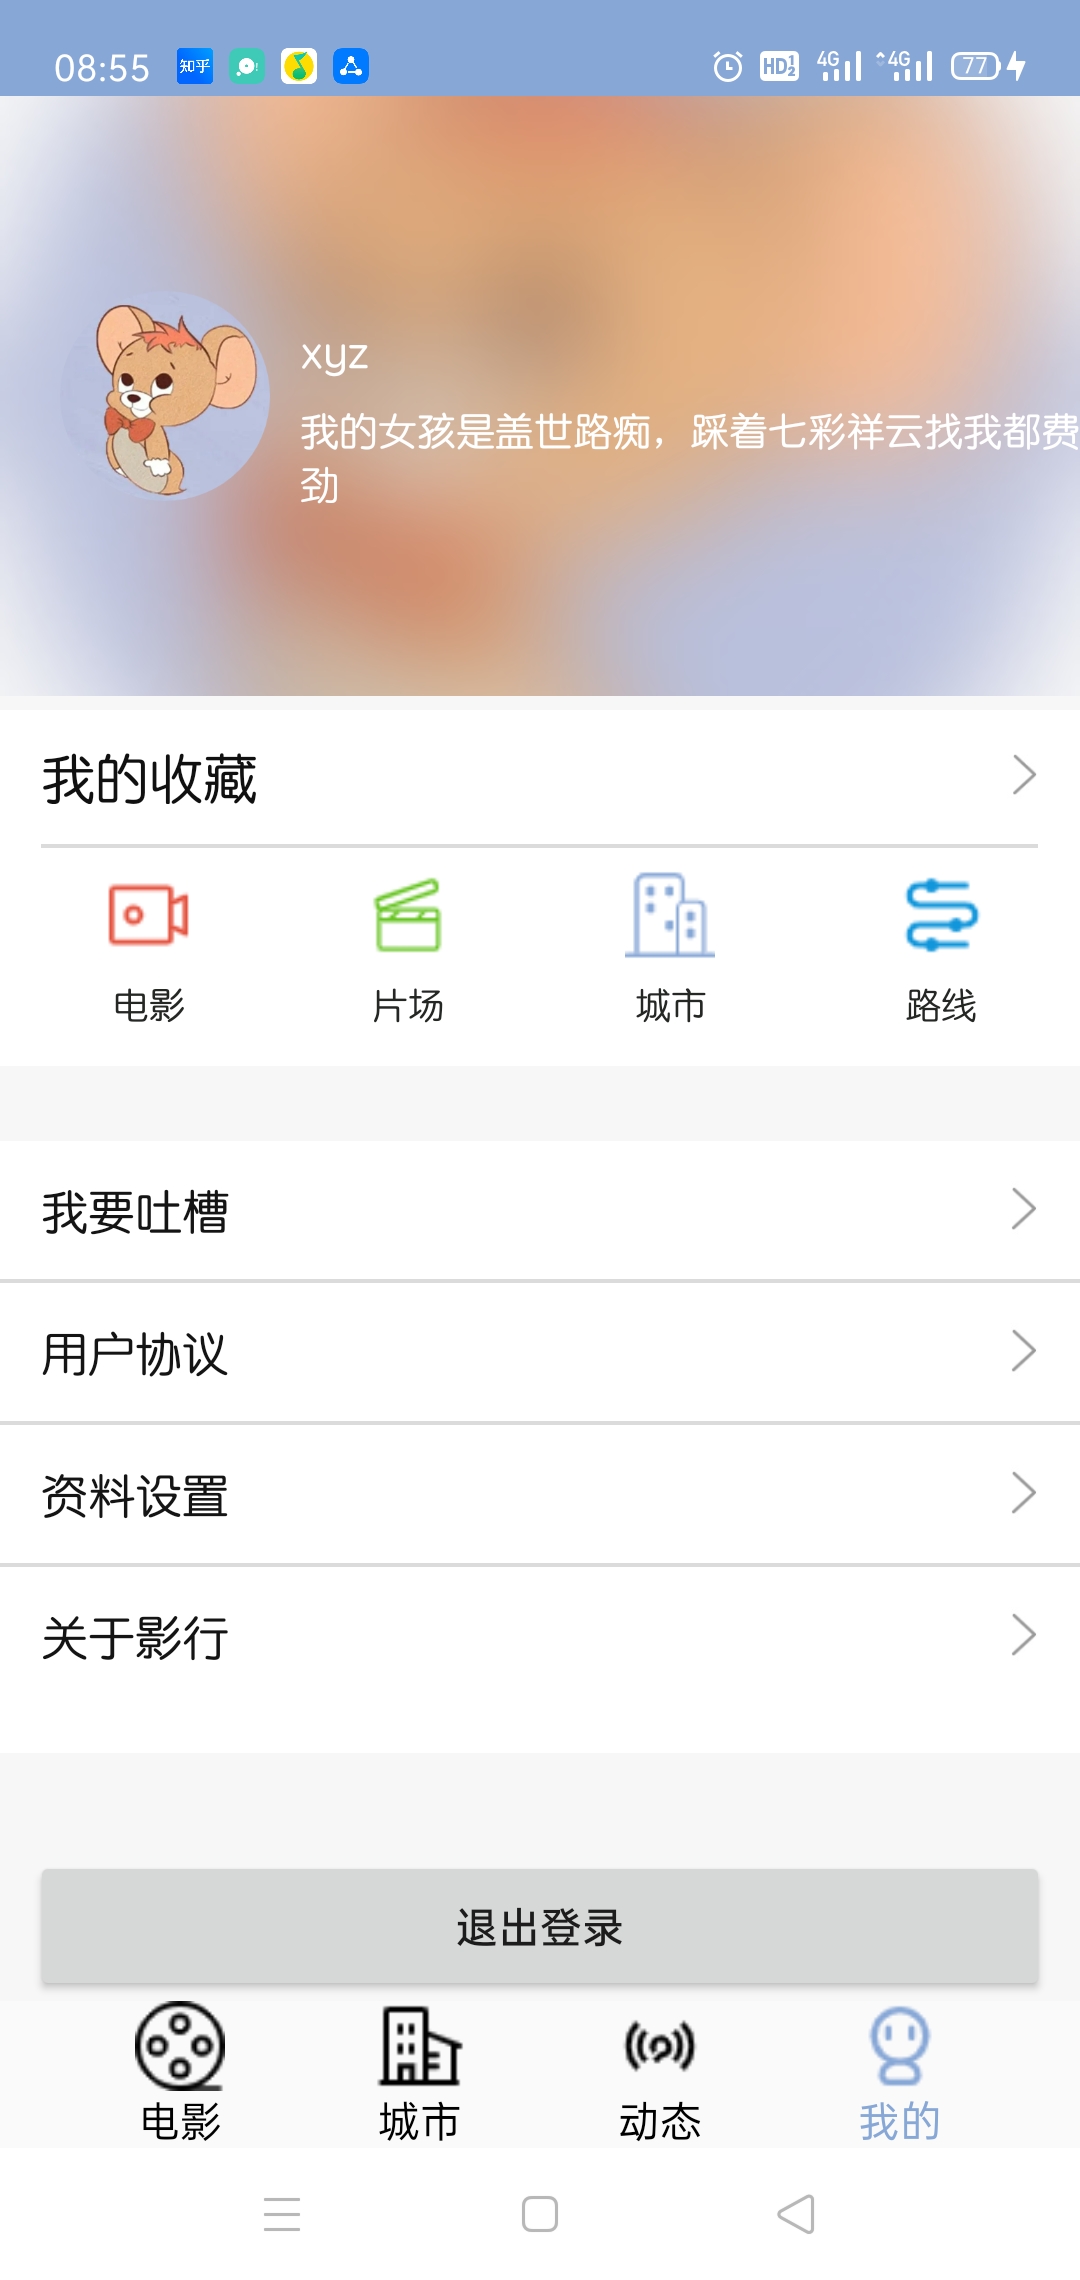 08:55
知乎
HD 1 2
4G
4G
77
xyz
我的女孩是盖世路痴，踩着七彩祥云找我都费
劲
我的收藏
电影 片场 城市 路线
我要吐槽
用户协议
资料设置
关于影行
退出登录
电影 城市 动态 我的